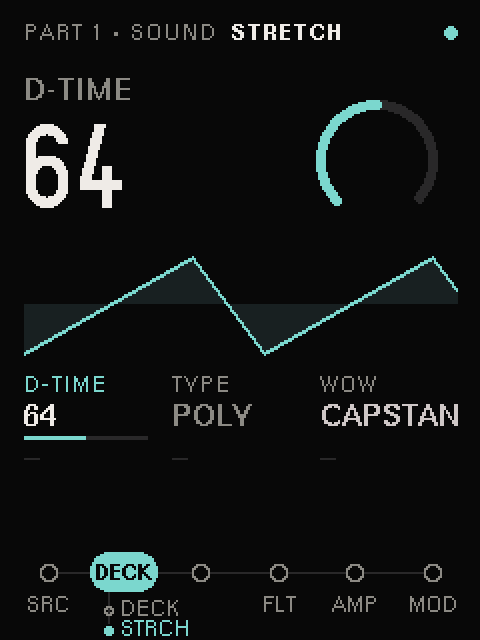 PART 1 · SOUND STRETCH
D-TIME
64
D-TIME TYPE WOW
64 POLY CAPSTAN
DECK
SRC DECK FLT AMP MOD
STRCH